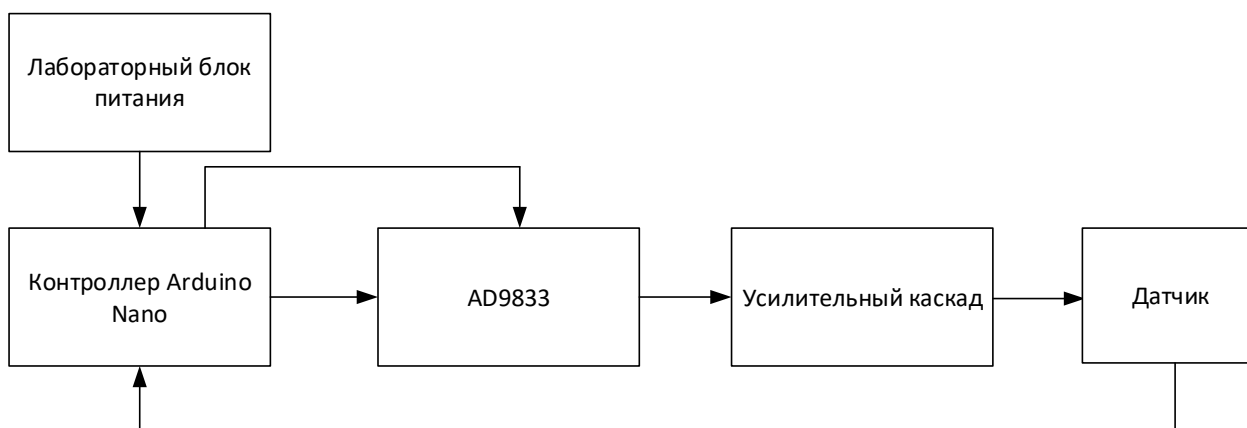 Лабораторный блок
питания
Контроллер Arduino
Nano
AD9833
Усилительный каскад
Датчик